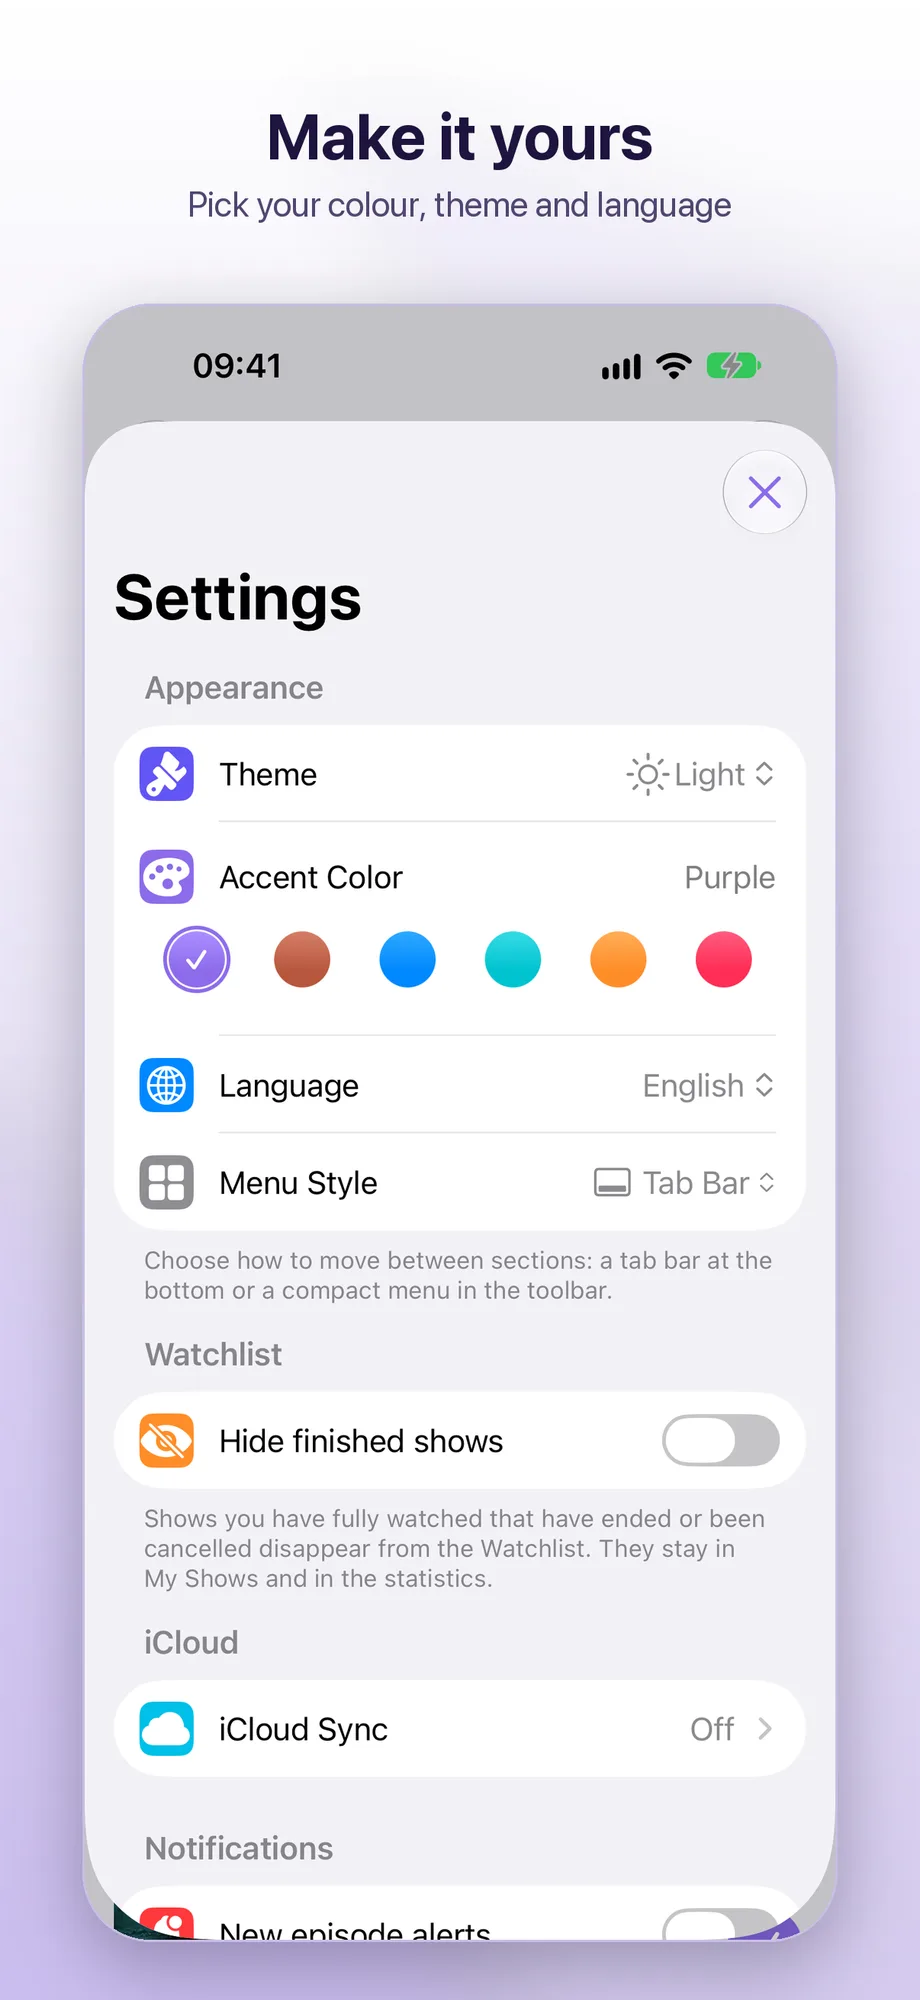 Make it yours
Pick your colour, theme and language
09:41
Settings
Appearance
Theme
Light
Accent Color
Purple
Language
English
Menu Style
Tab Bar
Choose how to move between sections: a tab bar at the
bottom or a compact menu in the toolbar.
Watchlist
Hide finished shows
Shows you have fully watched that have ended or been
cancelled disappear from the Watchlist. They stay in
My Shows and in the statistics.
iCloud
iCloud Sync
Off
Notifications
New episode alerts